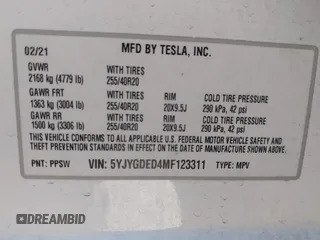 02/21 MFD BY TESLA, INC.
GVWR WITH TIRES
2168 kg (4779 lb) 255/40R20
GAWR FRT WITH TIRES RIM COLD TIRE PRESSURE
1363 kg (3004 lb) 255/40R20 20X9.5J 290 kPa, 42 psi
GAWR RR WITH TIRES RIM COLD TIRE PRESSURE
1500 kg (3306 lb) 255/40R20 20X9.5J 290 kPa, 42 psi
THIS VEHICLE CONFORMS TO ALL APPLICABLE FEDERAL MOTOR VEHICLE SAFETY
AND THEFT PREVENTION STANDARDS IN EFFECT ON THE DATE OF MANUFACTURE SHOWN ABOVE.
PNT: PPSW VIN: 5YJYGDED4MF123311 TYPE: MPV
DREAMBID